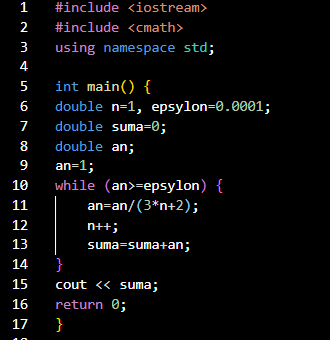 1 #include <iostream>
2 #include <cmath>
3 using namespace std;
4
5 int main() {
6 double n=1, epsylon=0.0001;
7 double suma=0;
8 double an;
9 an=1;
10 while (an>=epsylon) {
11     an=an/(3*n+2);
12     n++;
13     suma=suma+an;
14 }
15 cout << suma;
16 return 0;
17 }